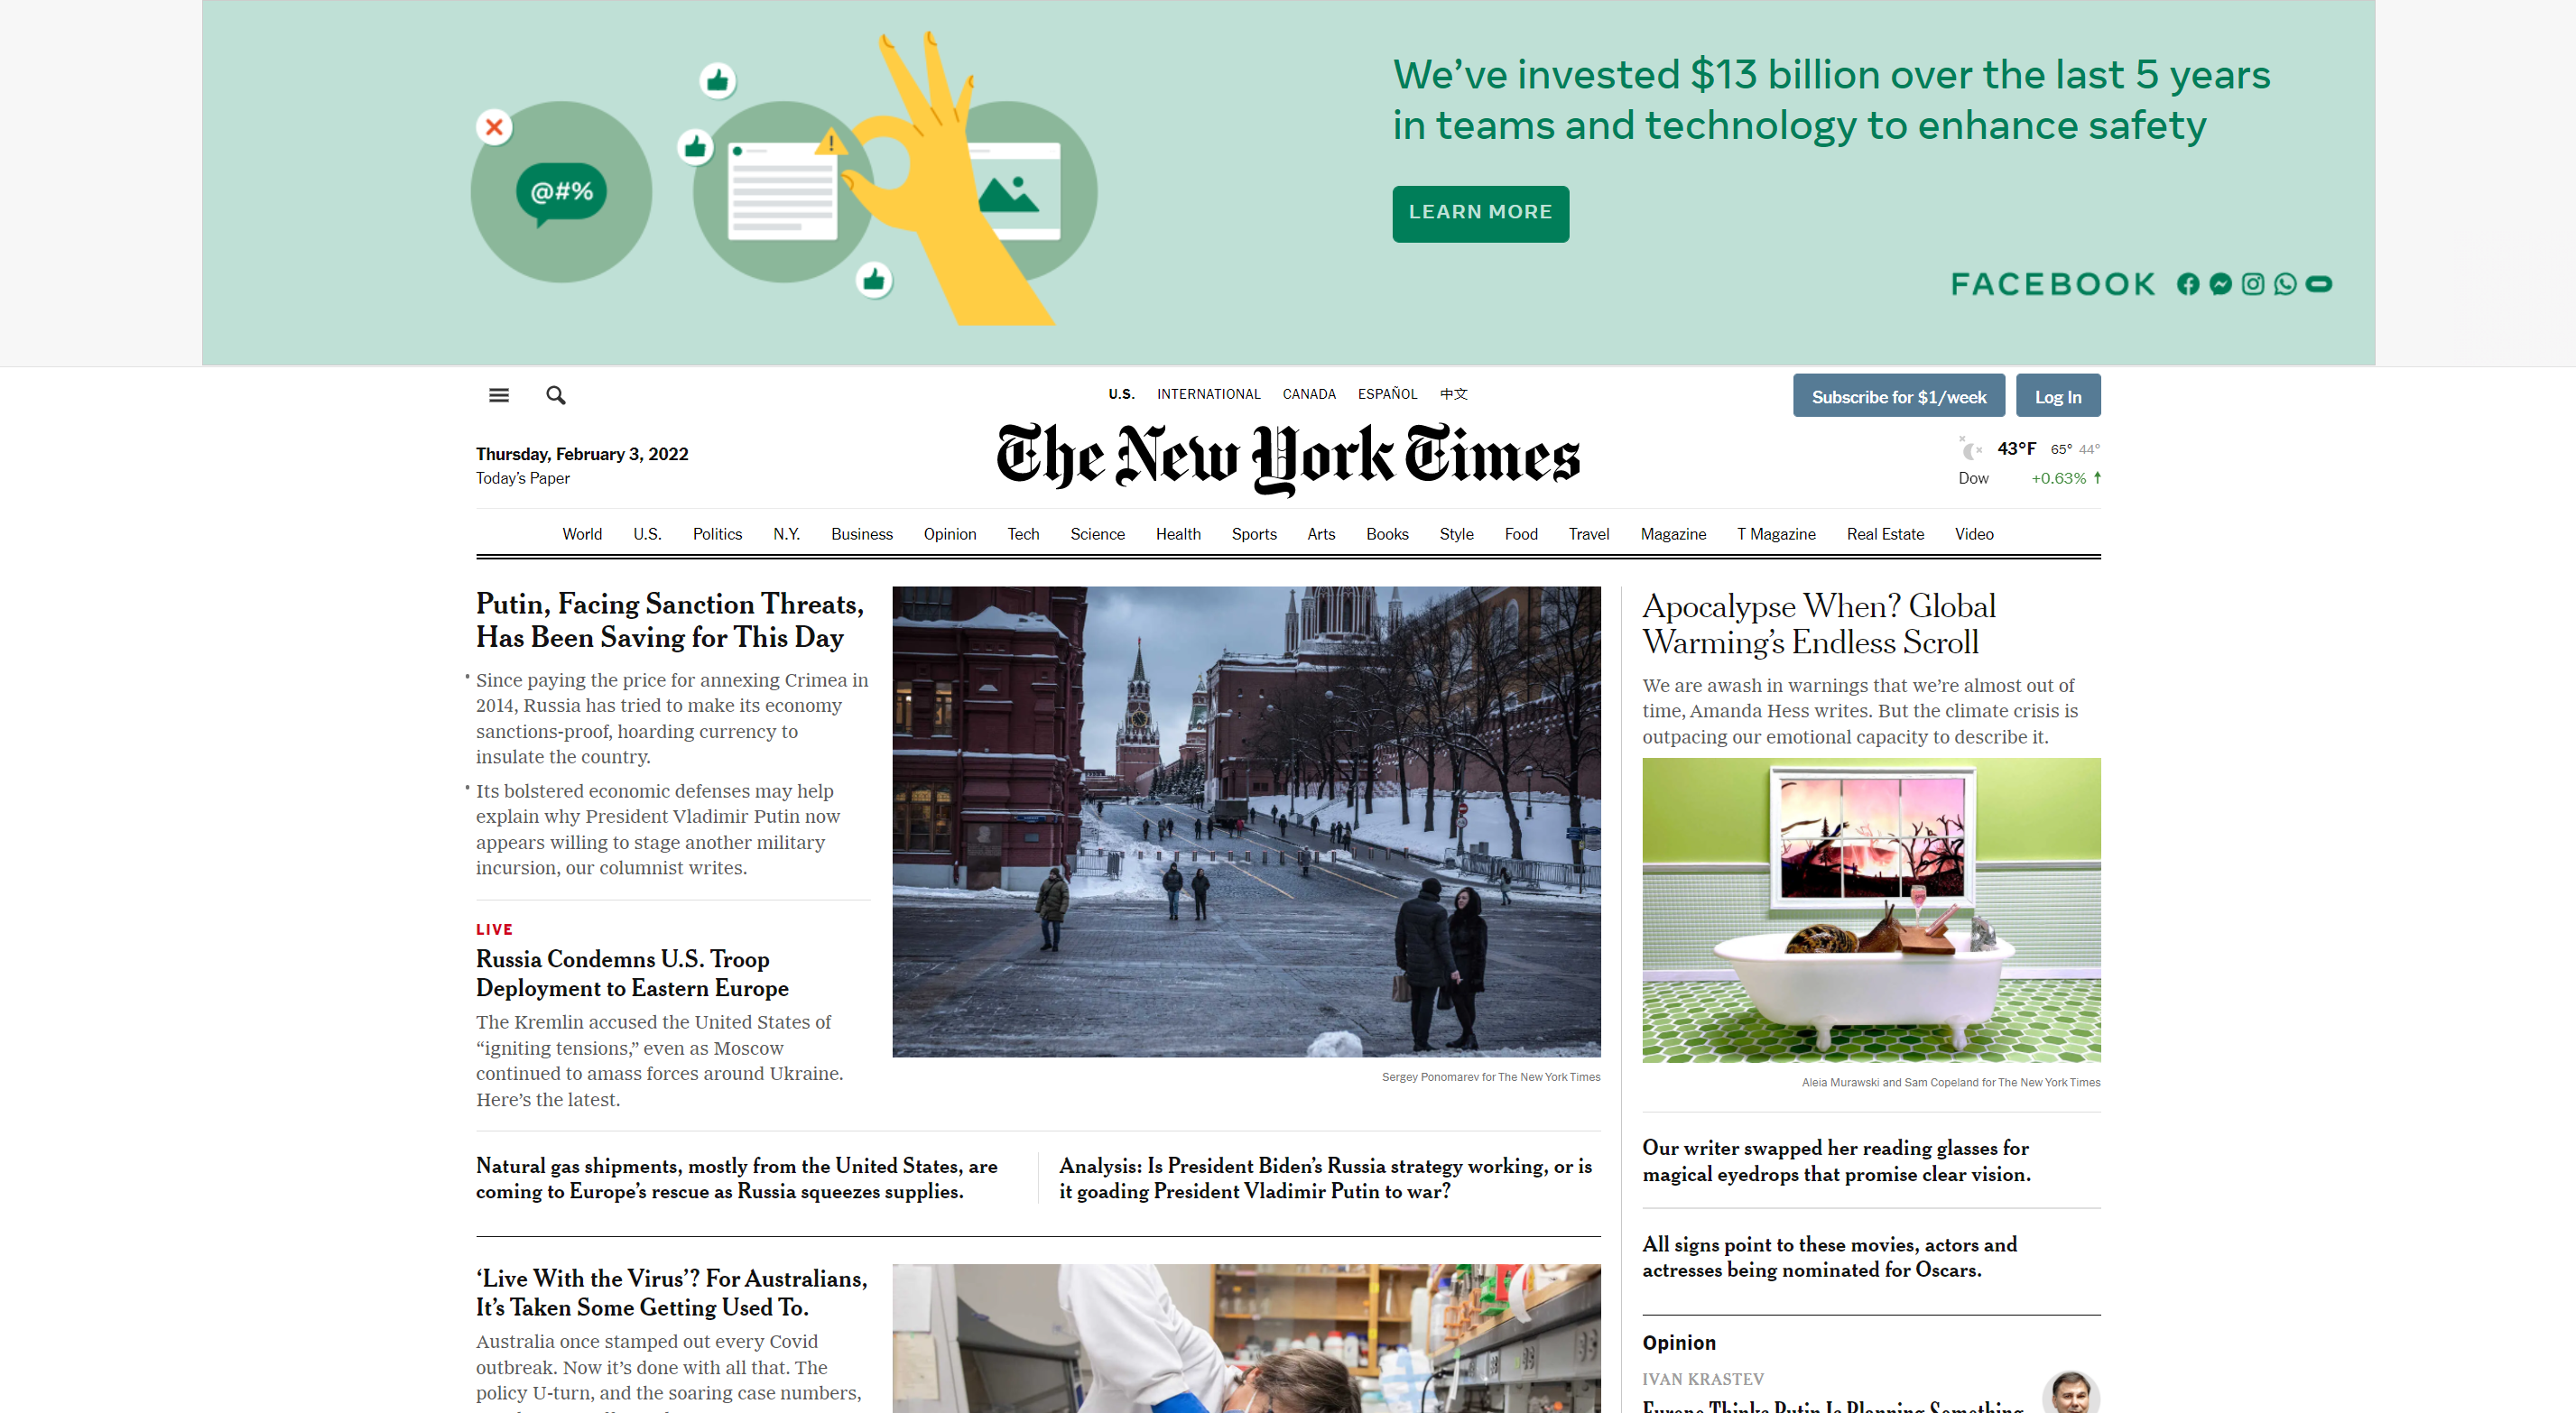 We've invested $13 billion over the last 5 years
in teams and technology to enhance safety
@#%
LEARN MORE
FACEBOOK
U.S. INTERNATIONAL CANADA ESPAÑOL 中文
Subscribe for $1/week Log In
Thursday, February 3, 2022
Today's Paper
The New York Times
43°F 65° 44°
Dow +0.63%
World U.S. Politics N.Y. Business Opinion Tech Science Health Sports Arts Books Style Food Travel Magazine T Magazine Real Estate Video
Putin, Facing Sanction Threats,
Has Been Saving for This Day
Since paying the price for annexing Crimea in
2014, Russia has tried to make its economy
sanctions-proof, hoarding currency to
insulate the country.
Its bolstered economic defenses may help
explain why President Vladimir Putin now
appears willing to stage another military
incursion, our columnist writes.
LIVE
Russia Condemns U.S. Troop
Deployment to Eastern Europe
The Kremlin accused the United States of
“igniting tensions,” even as Moscow
continued to amass forces around Ukraine.
Here’s the latest.
Sergey Ponomarev for The New York Times
Natural gas shipments, mostly from the United States, are
coming to Europe’s rescue as Russia squeezes supplies.
Analysis: Is President Biden’s Russia strategy working, or is
it goading President Vladimir Putin to war?
‘Live With the Virus’? For Australians,
It’s Taken Some Getting Used To.
Australia once stamped out every Covid
outbreak. Now it’s done with all that. The
policy U-turn, and the soaring case numbers,
Apocalypse When? Global
Warming’s Endless Scroll
We are awash in warnings that we’re almost out of
time, Amanda Hess writes. But the climate crisis is
outpacing our emotional capacity to describe it.
Aleia Murawski and Sam Copeland for The New York Times
Our writer swapped her reading glasses for
magical eyedrops that promise clear vision.
All signs point to these movies, actors and
actresses being nominated for Oscars.
Opinion
IVAN KRASTEV
Europe Thinks Putin Is Planning Something